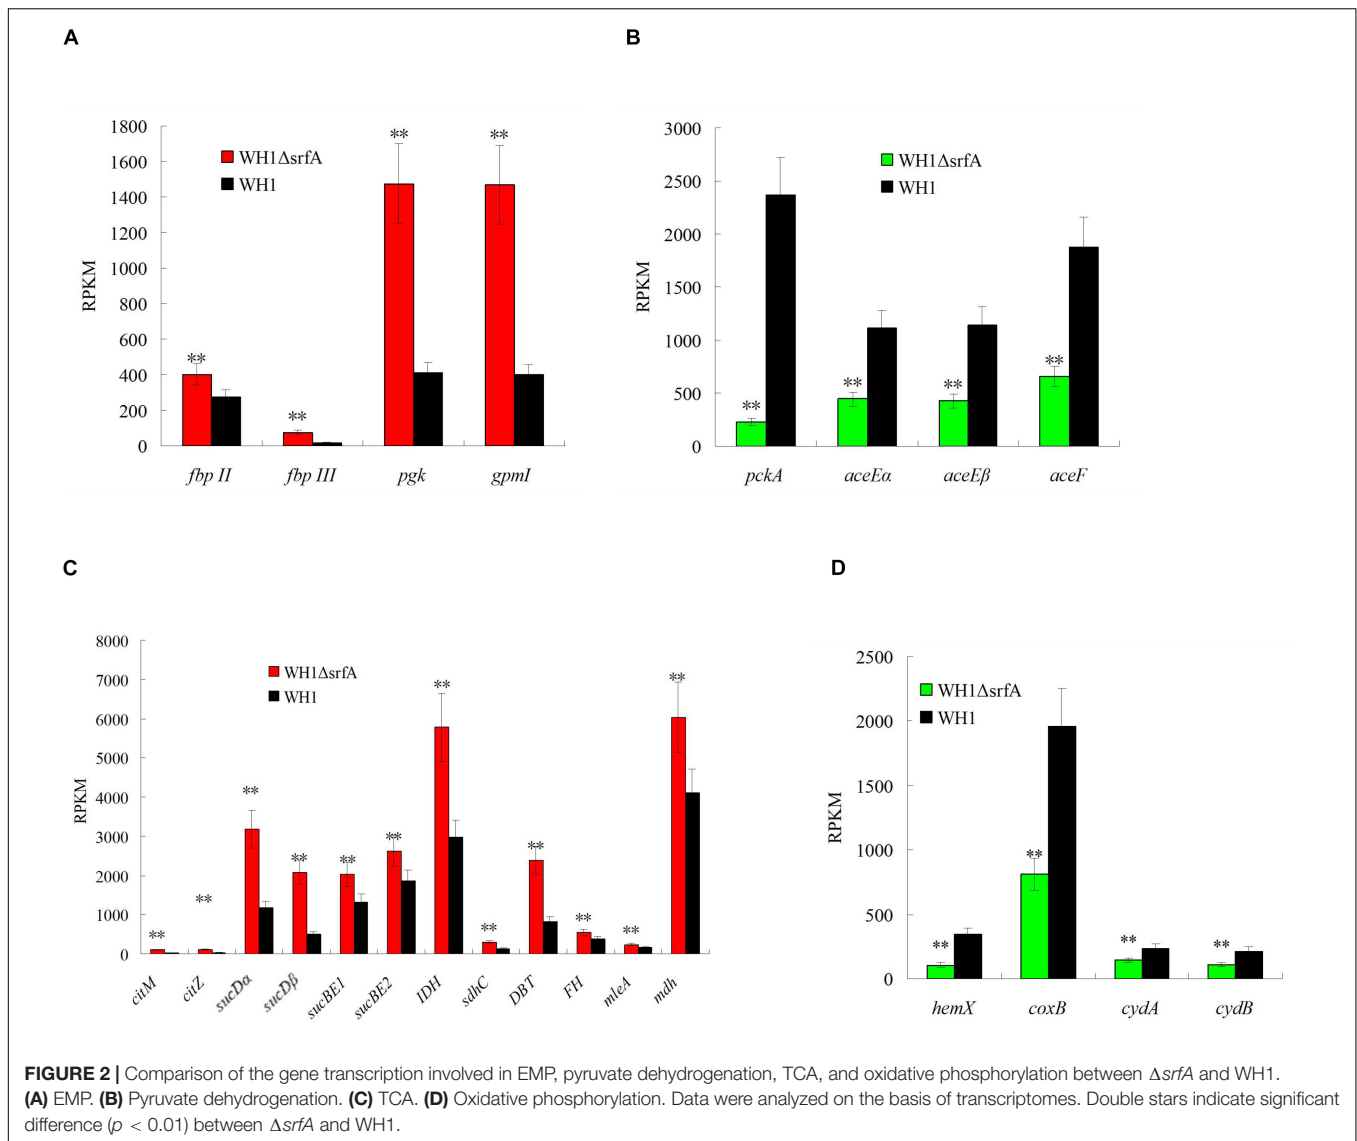 A
1800
1600
1400
1200
1000
800
600
400
200
0
RPKM
WH1ΔsrfA
WH1
**
**
**
**
fbp II fbp III pgk gpmI
B
3000
2500
2000
1500
1000
500
0
RPKM
WH1ΔsrfA
WH1
**
**
**
**
pckA aceEα aceEβ aceF
C
8000
7000
6000
5000
4000
3000
2000
1000
0
RPKM
WH1ΔsrfA
WH1
**
**
**
**
**
**
**
**
**
**
**
**
citM citZ sucDα sucDβ sucBE1 sucBE2 IDH sdhC DBT FH mleA mdh
D
2500
2000
1500
1000
500
0
RPKM
WH1ΔsrfA
WH1
**
**
**
**
hemX coxB cydA cydB
FIGURE 2 | Comparison of the gene transcription involved in EMP, pyruvate dehydrogenation, TCA, and oxidative phosphorylation between ΔsrfA and WH1.
(A) EMP. (B) Pyruvate dehydrogenation. (C) TCA. (D) Oxidative phosphorylation. Data were analyzed on the basis of transcriptomes. Double stars indicate significant
difference (p < 0.01) between ΔsrfA and WH1.